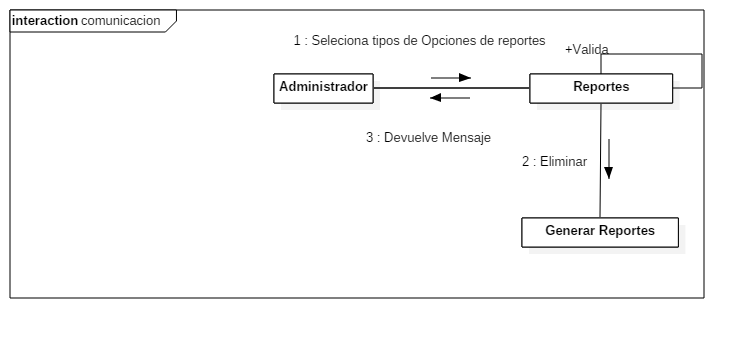 interaction comunicacion
1 : Seleciona tipos de Opciones de reportes
+Valida
Administrador
Reportes
3 : Devuelve Mensaje
2 : Eliminar
Generar Reportes